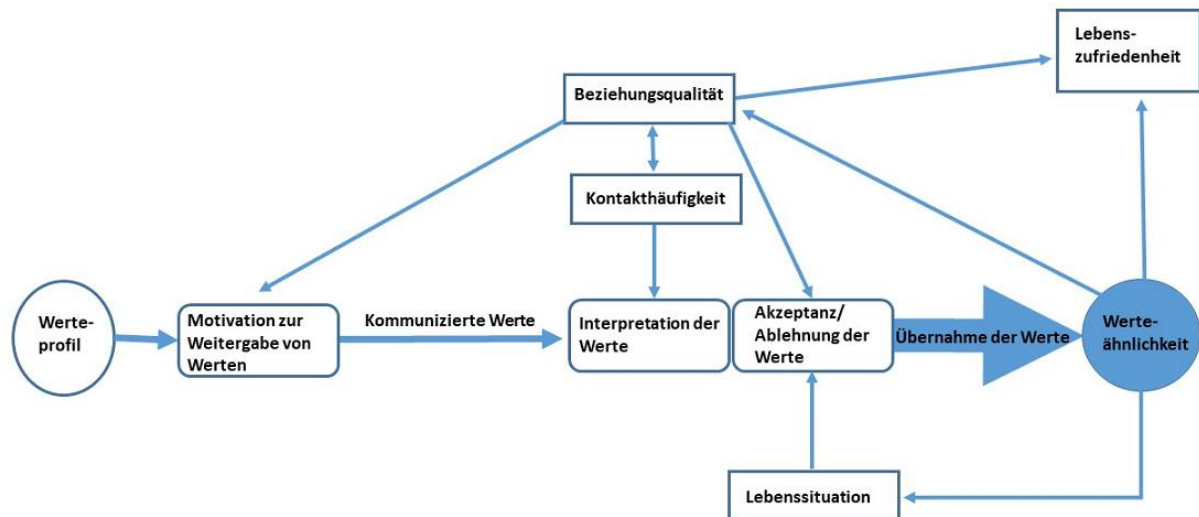 Lebens-
zufriedenheit
Beziehungsqualität
Kontakthäufigkeit
Werte-
profil
Motivation zur
Weitergabe von
Werten
Kommunizierte Werte
Interpretation der
Werte
Akzeptanz/
Ablehnung der
Werte
Übernahme der Werte
Werte-
ähnlichkeit
Lebenssituation